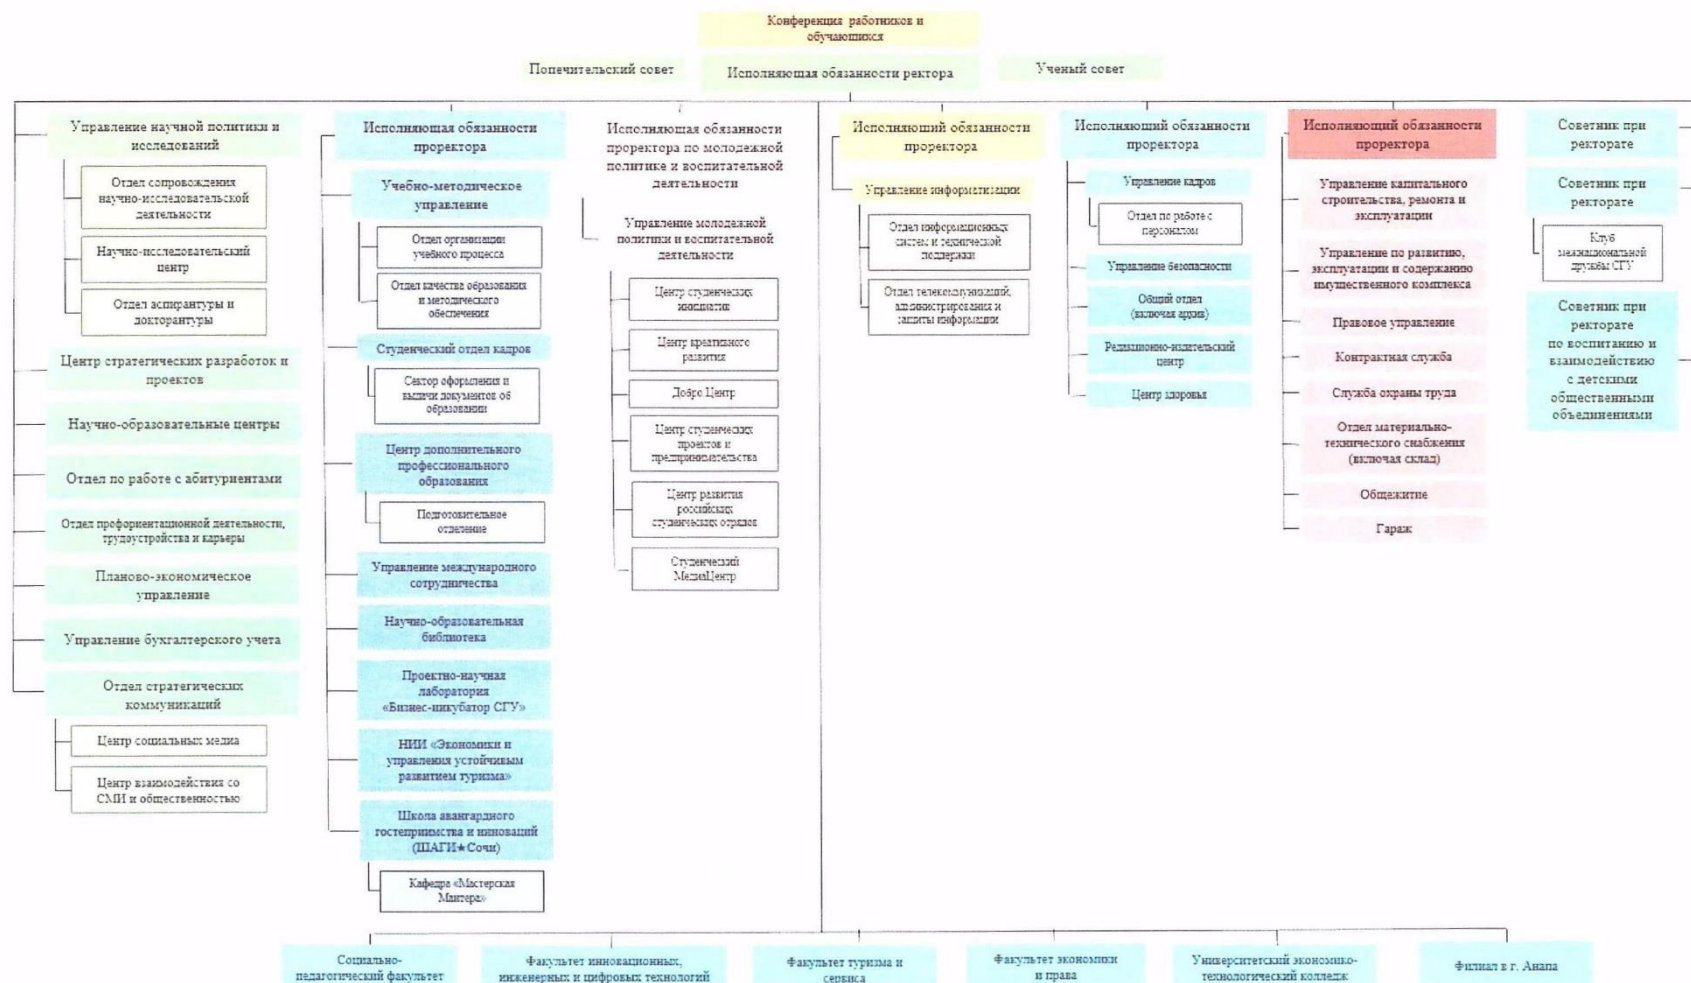 Конференция работников и
обучающихся
Попечительский совет
Исполняющая обязанности ректора
Ученый совет
Управление научной политики и
исследований
Отдел сопровождения
научно-исследовательской
деятельности
Научно-исследовательский
центр
Отдел аспирантуры и
докторантуры
Центр стратегических разработок и
проектов
Научно-образовательные центры
Отдел по работе с абитуриентами
Отдел профориентационной деятельности,
трудоустройства и карьеры
Планово-экономическое
управление
Управление бухгалтерского учета
Отдел стратегических
коммуникаций
Центр социальных медиа
Центр взаимодействия со
СМИ и общественностью
Исполняющая обязанности
проректора
Учебно-методическое
управление
Отдел организации
учебного процесса
Отдел качества образования
и методического
обеспечения
Студенческий отдел кадров
Сектор оформления и
выдачи документов об
образовании
Центр дополнительного
профессионального
образования
Подготовительное
отделение
Управление международного
сотрудничества
Научно-образовательная
библиотека
Проектно-научная
лаборатория
«Бизнес-инкубатор СГУ»
НИИ «Экономики и
управления устойчивым
развитием туризма»
Школа авангардного
гостеприимства и инноваций
(ШАГИ★Сочи)
Кафедра «Мастерская
Мантера»
Исполняющая обязанности
проректора по молодежной
политике и воспитательной
деятельности
Управление молодежной
политики и воспитательной
деятельности
Центр студенческих
инициатив
Центр креативного
развития
Добро.Центр
Центр студенческих
проектов и
предпринимательства
Центр развития
российских
студенческих отрядов
Студенческий
МедиаЦентр
Исполняющий обязанности
проректора
Управление информатизации
Отдел информационных
систем и технической
поддержки
Отдел телекоммуникаций,
администрирования и
защиты информации
Исполняющий обязанности
проректора
Управление кадров
Отдел по работе с
персоналом
Управление безопасности
Общий отдел
(включая архив)
Редакционно-издательский
центр
Центр здоровья
Исполняющий обязанности
проректора
Управление капитального
строительства, ремонта и
эксплуатации
Управление по развитию,
эксплуатации и содержанию
имущественного комплекса
Правовое управление
Контрактная служба
Служба охраны труда
Отдел материально-
технического снабжения
(включая склад)
Общежитие
Гараж
Советник при
ректорате
Советник при
ректорате
Клуб
межнациональной
дружбы СГУ
Советник при
ректорате
по воспитанию и
взаимодействию
с детскими
общественными
объединениями
Социально-
педагогический факультет
Факультет инновационных,
инженерных и цифровых технологий
Факультет туризма и
сервиса
Факультет экономики
и права
Университетский экономико-
технологический колледж
Филиал в г. Анапа